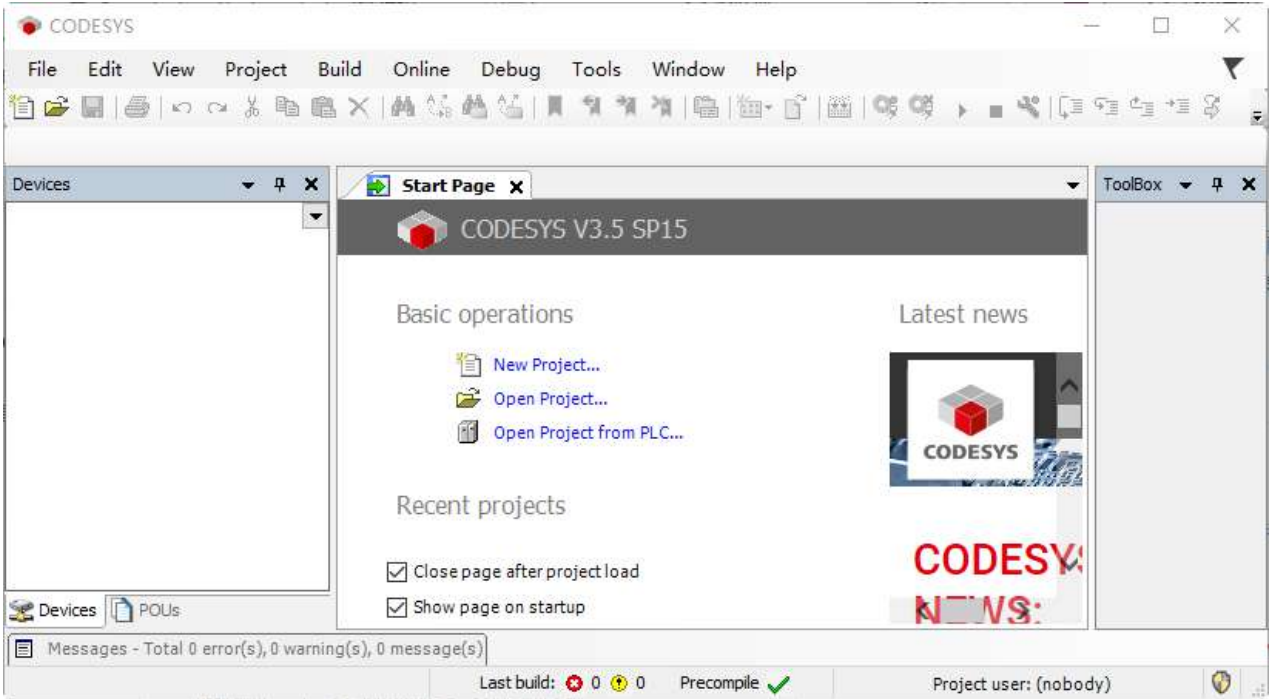 CODESYS
File Edit View Project Build Online Debug Tools Window Help
Devices
Start Page
ToolBox
CODESYS V3.5 SP15
Basic operations
Latest news
New Project...
Open Project...
Open Project from PLC...
CODESYS
Recent projects
Close page after project load
Show page on startup
CODESYS
NEWS:
Devices POUs
Messages - Total 0 error(s), 0 warning(s), 0 message(s)
Last build: 0 0 Precompile Project user: (nobody)